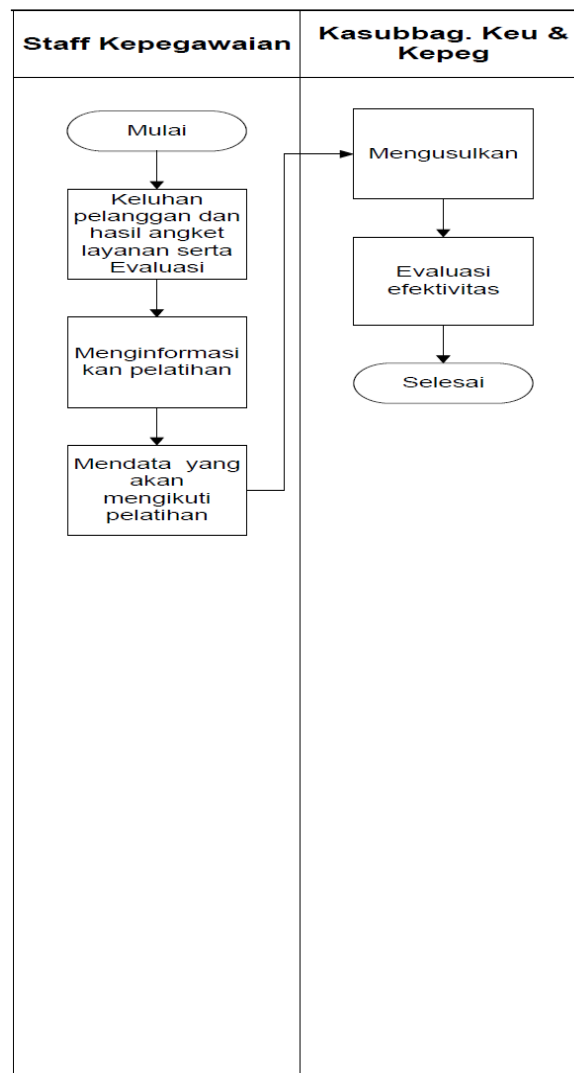 Staff Kepegawaian
Kasubbag. Keu &
Kepeg
Mulai
Keluhan
pelanggan dan
hasil angket
layanan serta
Evaluasi
Menginformasi
kan pelatihan
Mendata  yang
akan
mengikuti
pelatihan
Mengusulkan
Evaluasi
efektivitas
Selesai